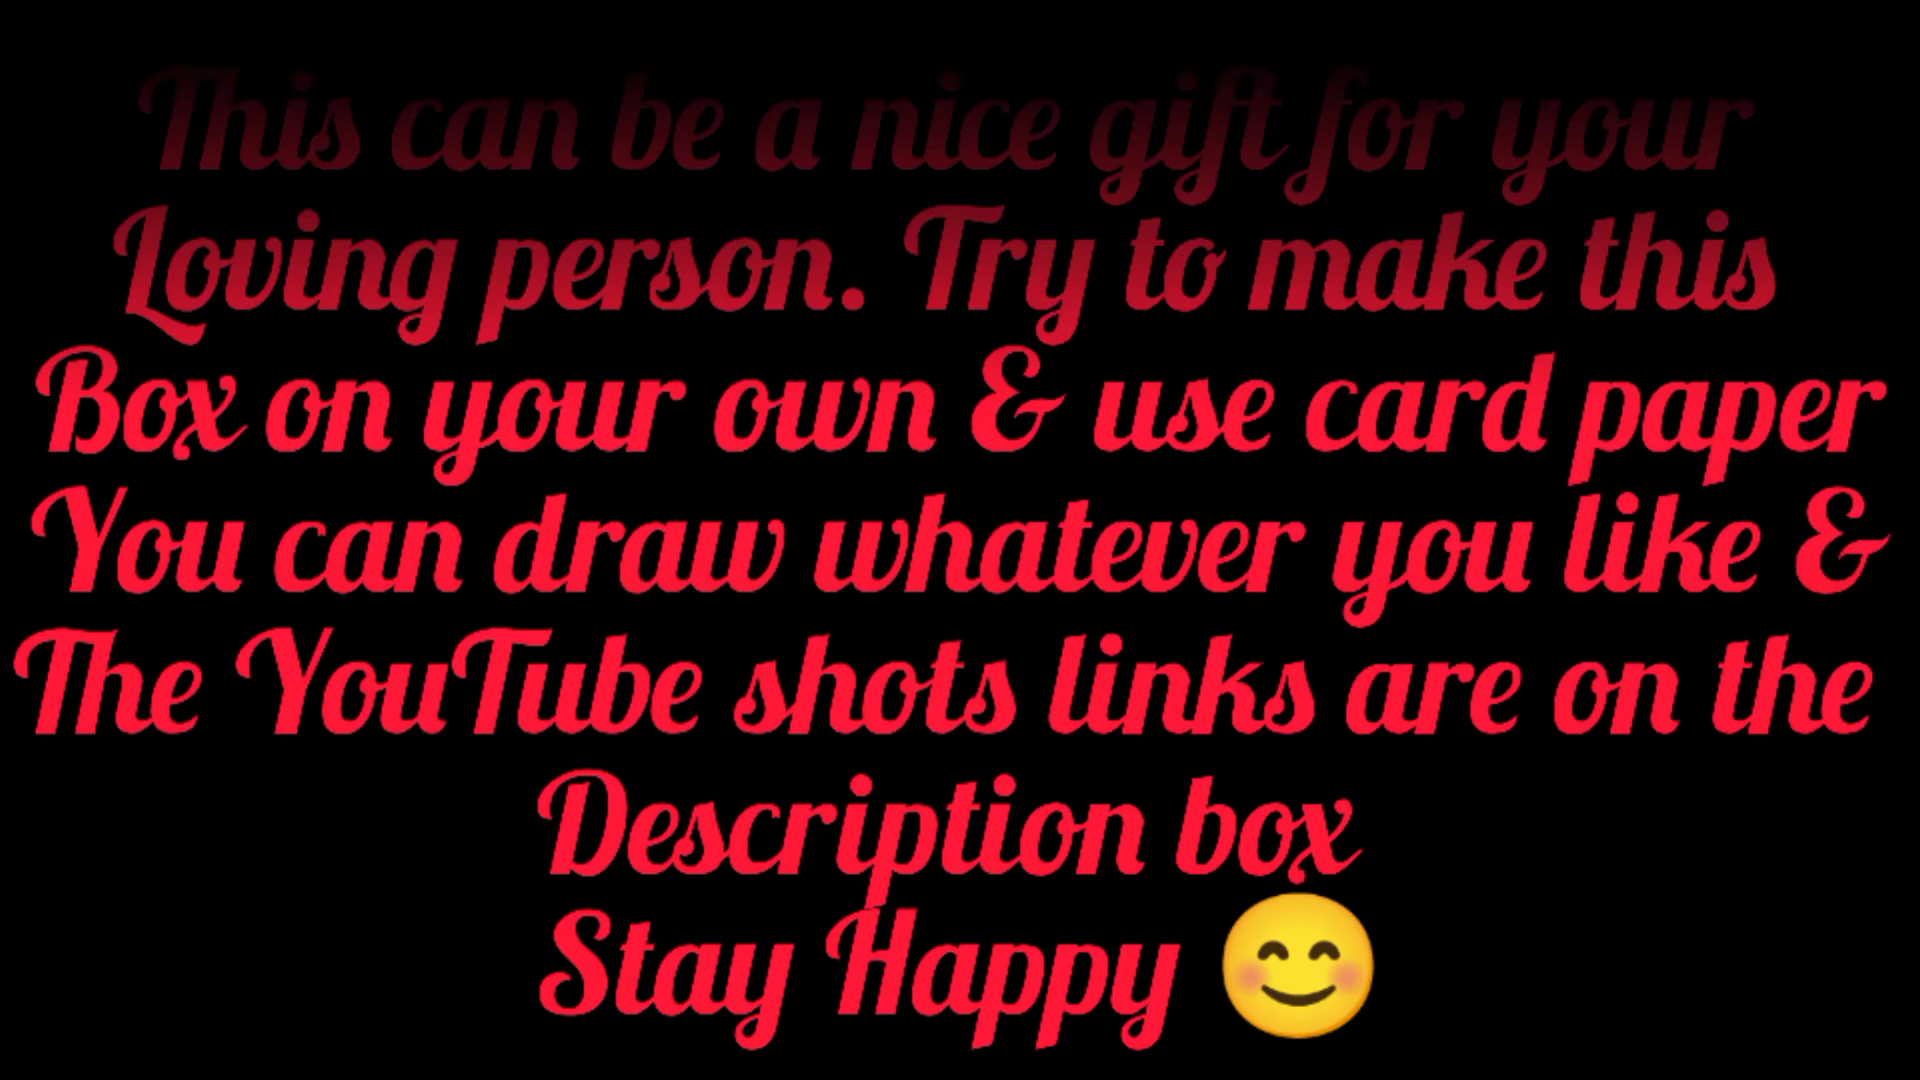 This can be a nice gift for your
Loving person. Try to make this
Box on your own & use card paper
You can draw whatever you like &
The YouTube shots links are on the
Description box
Stay Happy 😊